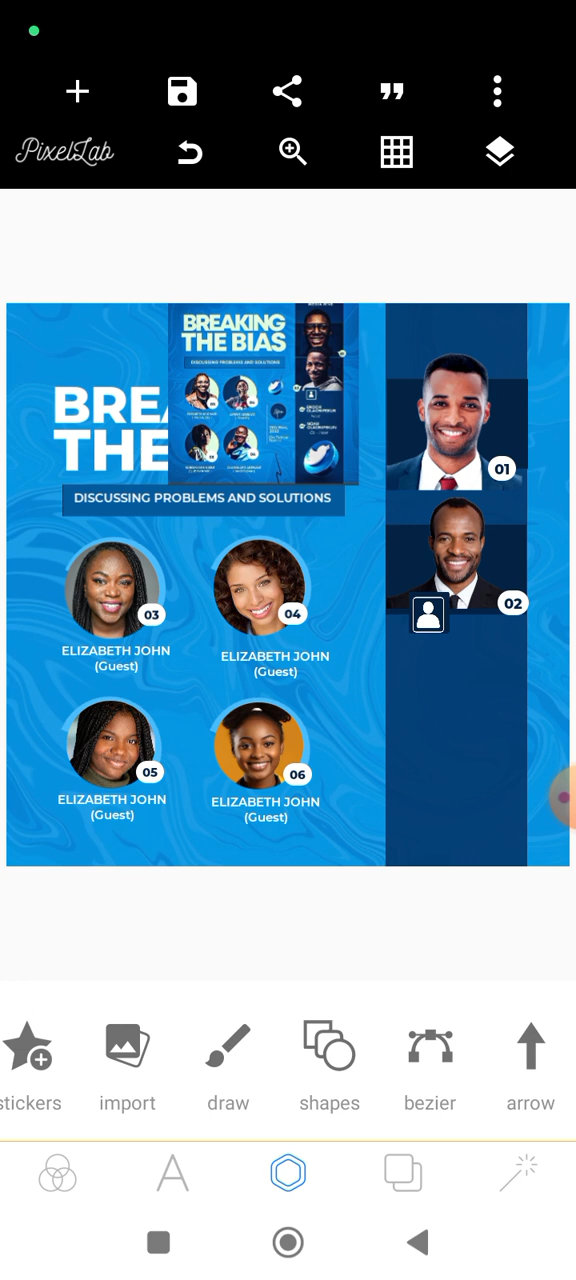 PixelLab
BREAKING
THE BIAS
DISCUSSING PROBLEMS AND SOLUTIONS
BRE
THE
DISCUSSING PROBLEMS AND SOLUTIONS
01
02
03
04
ELIZABETH JOHN
(Guest)
ELIZABETH JOHN
(Guest)
05
06
ELIZABETH JOHN
(Guest)
ELIZABETH JOHN
(Guest)
stickers
import
draw
shapes
bezier
arrow